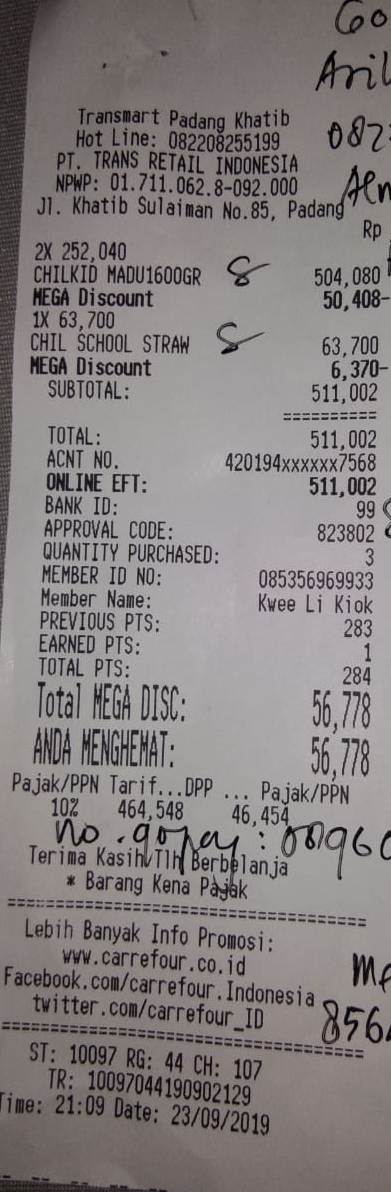 Go
Transmart Padang Khatib
Hot Line: 082208255199
PT. TRANS RETAIL INDONESIA
NPWP: 01.711.062.8-092.000
Jl. Khatib Sulaiman No.85, Padang
Rp
2X 252,040
CHILKID MADU1600GR 504,080
MEGA Discount 50,408-
1X 63,700
CHIL SCHOOL STRAW 63,700
MEGA Discount 6,370-
SUBTOTAL: 511,002
==========
TOTAL: 511,002
ACNT NO. 420194xxxxxx7568
ONLINE EFT: 511,002
BANK ID: 99
APPROVAL CODE: 823802
QUANTITY PURCHASED: 3
MEMBER ID NO: 085356969933
Member Name: Kwee Li Kiok
PREVIOUS PTS: 283
EARNED PTS: 1
TOTAL PTS: 284
Total MEGA DISC: 56,778
ANDA MENGHEMAT: 56,778
Pajak/PPN Tarif...DPP ... Pajak/PPN
10% 464,548 46,454
no. gopay :
Terima Kasih Tlh Berbelanja
* Barang Kena Pajak
Lebih Banyak Info Promosi:
www.carrefour.co.id
Facebook.com/carrefour.Indonesia
twitter.com/carrefour_ID
856
ST: 10097 RG: 44 CH: 107
TR: 10097044190902129
Time: 21:09 Date: 23/09/2019